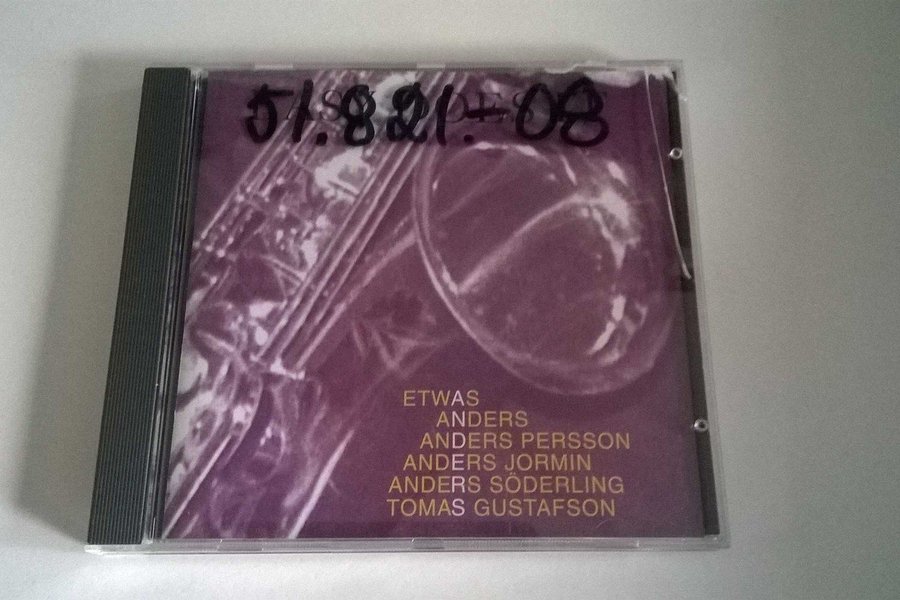 51.821-08
ETWAS
ANDERS
ANDERS PERSSON
ANDERS JORMIN
ANDERS SÖDERLING
TOMAS GUSTAFSON